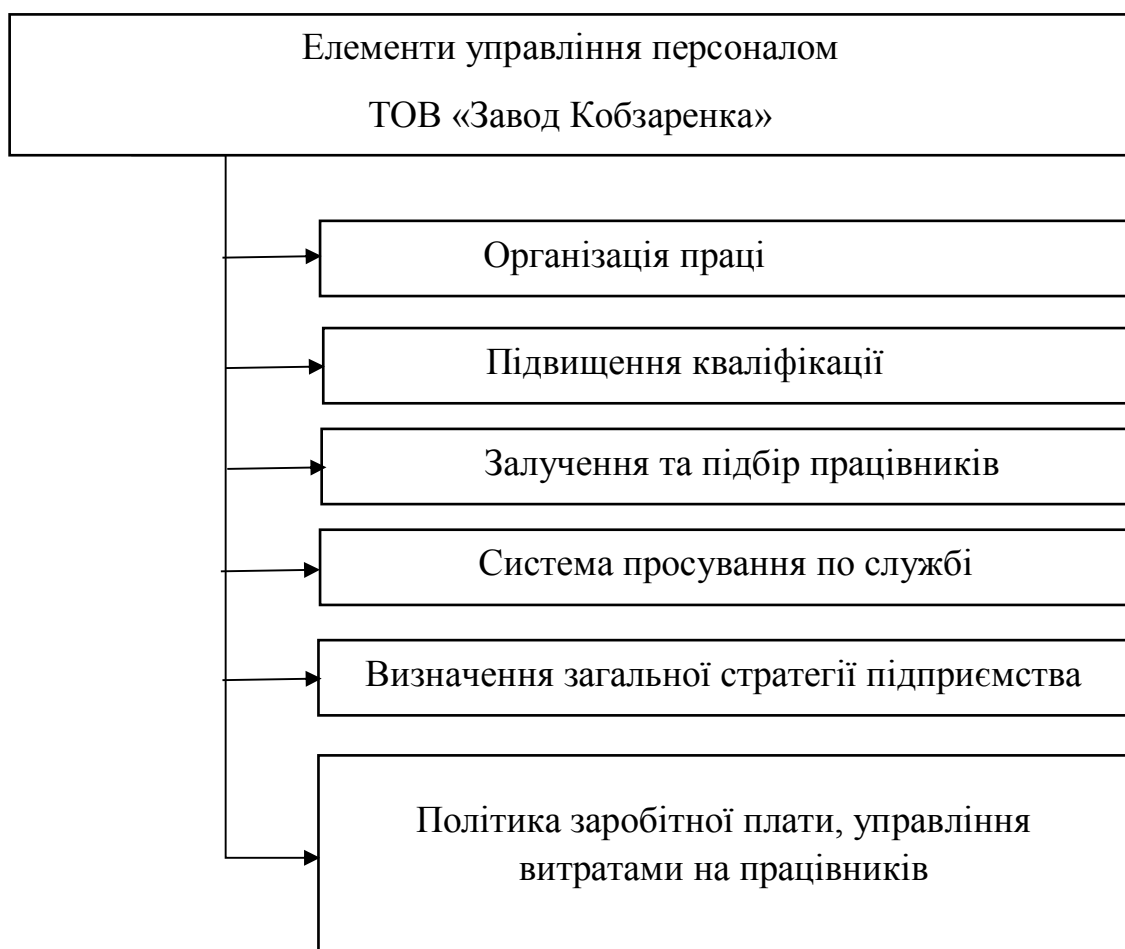 Елементи управління персоналом
ТОВ «Завод Кобзаренка»
Організація праці
Підвищення кваліфікації
Залучення та підбір працівників
Система просування по службі
Визначення загальної стратегії підприємства
Політика заробітної плати, управління
витратами на працівників